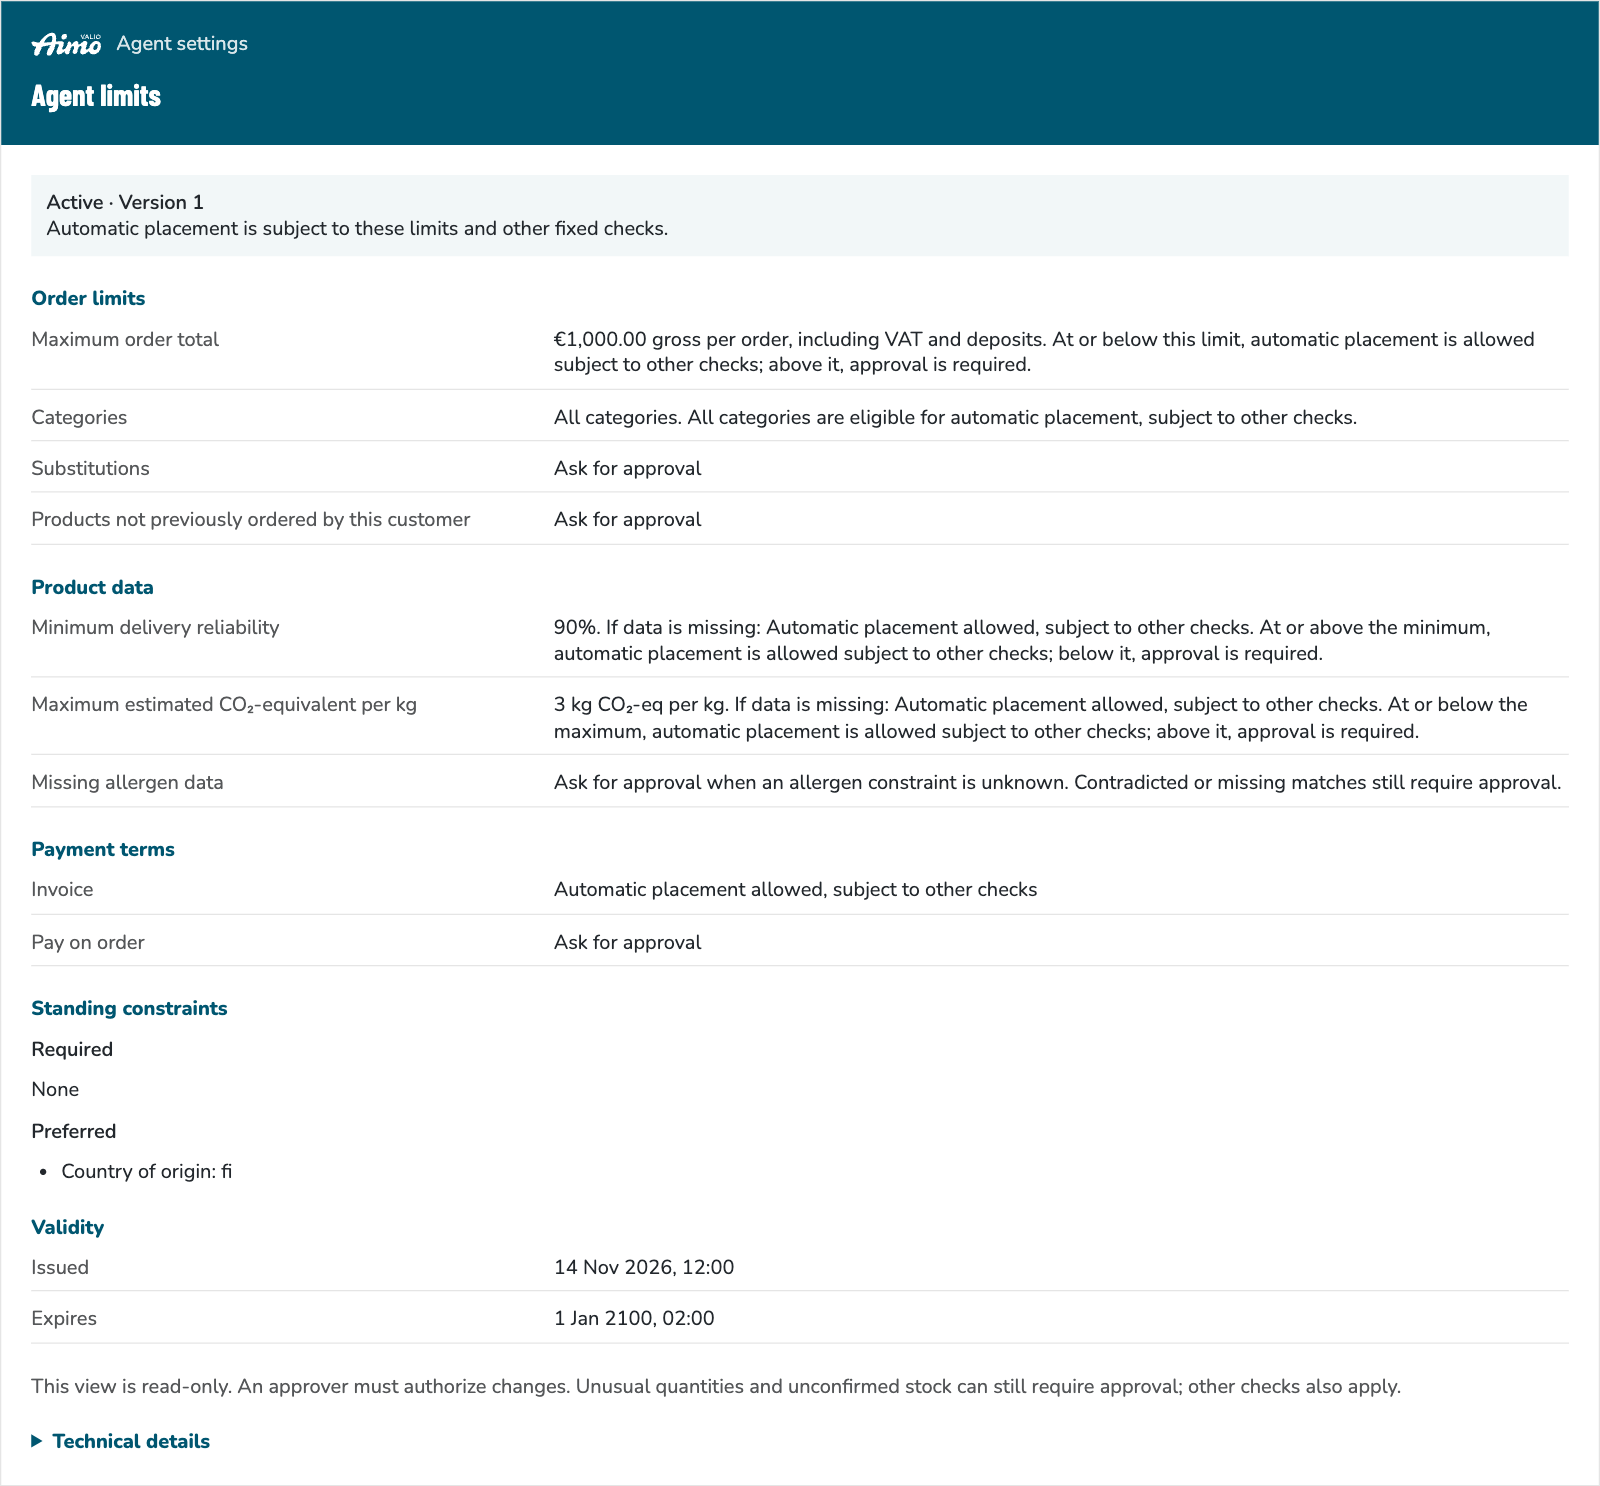 Aimo VALIO Agent settings
Agent limits
Active · Version 1
Automatic placement is subject to these limits and other fixed checks.
Order limits
Maximum order total
€1,000.00 gross per order, including VAT and deposits. At or below this limit, automatic placement is allowed
subject to other checks; above it, approval is required.
Categories
All categories. All categories are eligible for automatic placement, subject to other checks.
Substitutions
Ask for approval
Products not previously ordered by this customer
Ask for approval
Product data
Minimum delivery reliability
90%. If data is missing: Automatic placement allowed, subject to other checks. At or above the minimum,
automatic placement is allowed subject to other checks; below it, approval is required.
Maximum estimated CO₂-equivalent per kg
3 kg CO₂-eq per kg. If data is missing: Automatic placement allowed, subject to other checks. At or below the
maximum, automatic placement is allowed subject to other checks; above it, approval is required.
Missing allergen data
Ask for approval when an allergen constraint is unknown. Contradicted or missing matches still require approval.
Payment terms
Invoice
Automatic placement allowed, subject to other checks
Pay on order
Ask for approval
Standing constraints
Required
None
Preferred
• Country of origin: fi
Validity
Issued
14 Nov 2026, 12:00
Expires
1 Jan 2100, 02:00
This view is read-only. An approver must authorize changes. Unusual quantities and unconfirmed stock can still require approval; other checks also apply.
Technical details